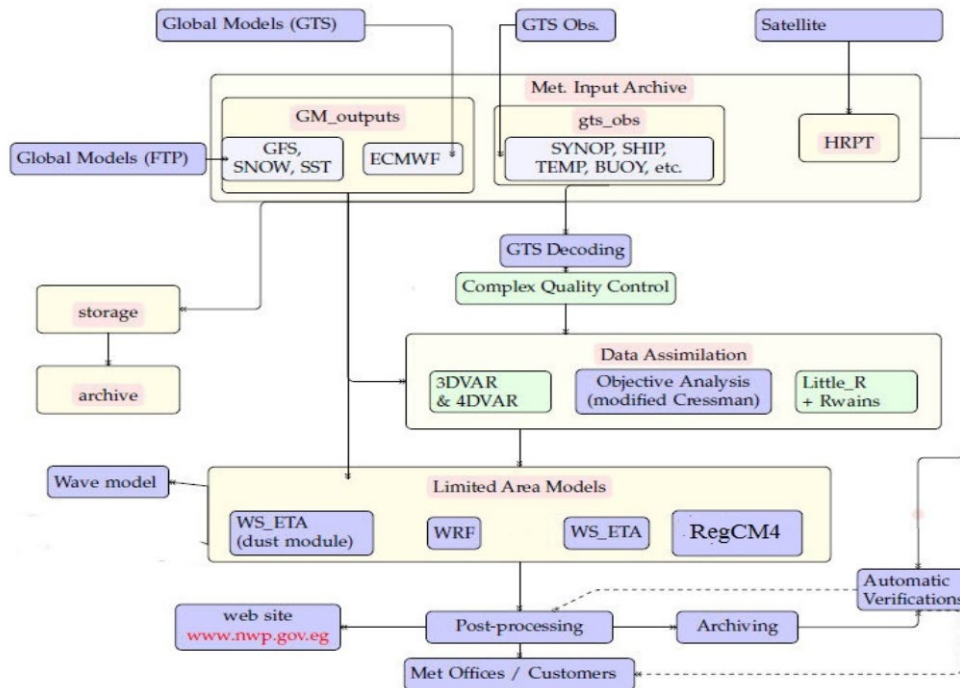 Global Models (GTS)
GTS Obs.
Satellite
Met. Input Archive
GM_outputs
gts_obs
Global Models (FTP)
GFS,
SNOW, SST
ECMWF
SYNOP, SHIP,
TEMP, BUOY, etc.
HRPT
GTS Decoding
Complex Quality Control
storage
archive
Data Assimilation
3DVAR
& 4DVAR
Objective Analysis
(modified Cressman)
Little_R
+ Rwains
Wave model
Limited Area Models
WS_ETA
(dust module)
WRF
WS_ETA
RegCM4
Automatic
Verifications
web site
www.nwp.gov.eg
Post-processing
Archiving
Met Offices / Customers